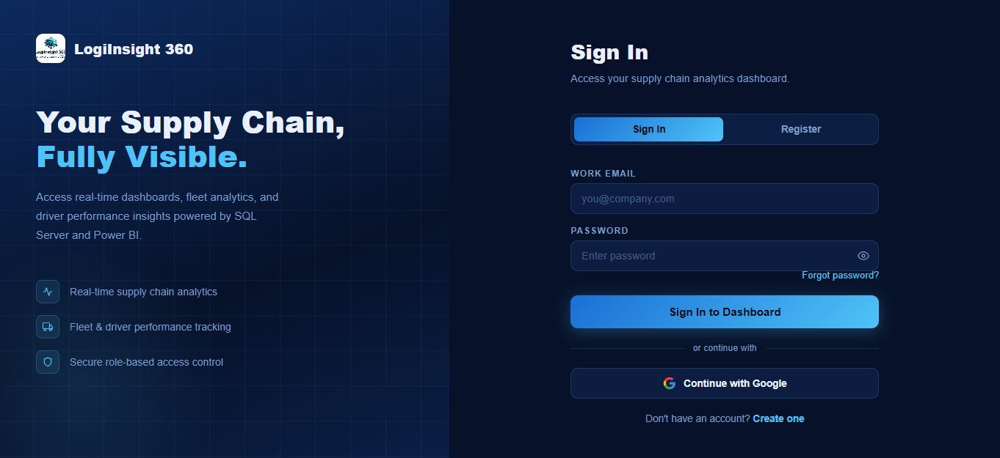 LogiInsight 360
LogiInsight 360
Your Supply Chain,
Fully Visible.
Access real-time dashboards, fleet analytics, and
driver performance insights powered by SQL
Server and Power BI.
Real-time supply chain analytics
Fleet & driver performance tracking
Secure role-based access control
Sign In
Access your supply chain analytics dashboard.
Sign In
Register
WORK EMAIL
you@company.com
PASSWORD
Enter password
Forgot password?
Sign In to Dashboard
or continue with
Continue with Google
Don't have an account? Create one